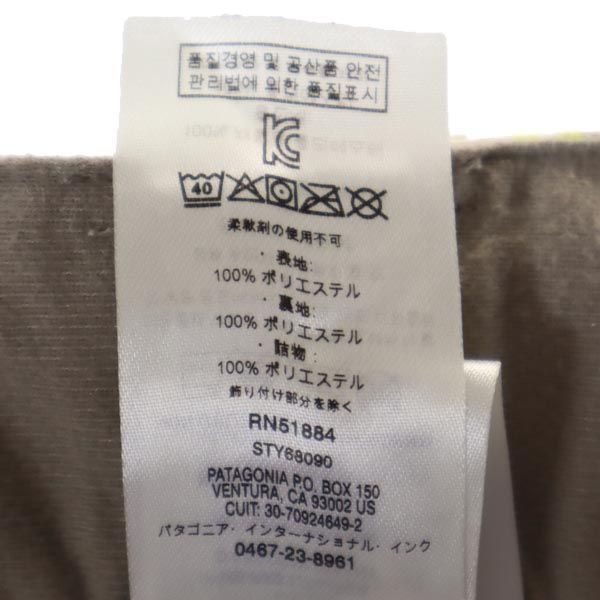 품질경영 및 공산품 안전
관리법에 의한 품질표시
40
柔軟剤の使用不可
・表地:
100% ポリエステル
・裏地:
100% ポリエステル
・詰物:
100% ポリエステル
飾り付け部分を除く
RN51884
STY68090
PATAGONIA P.O. BOX 150
VENTURA, CA 93002 US
CUIT: 30-70924649-2
パタゴニア・インターナショナル・インク
0467-23-8961